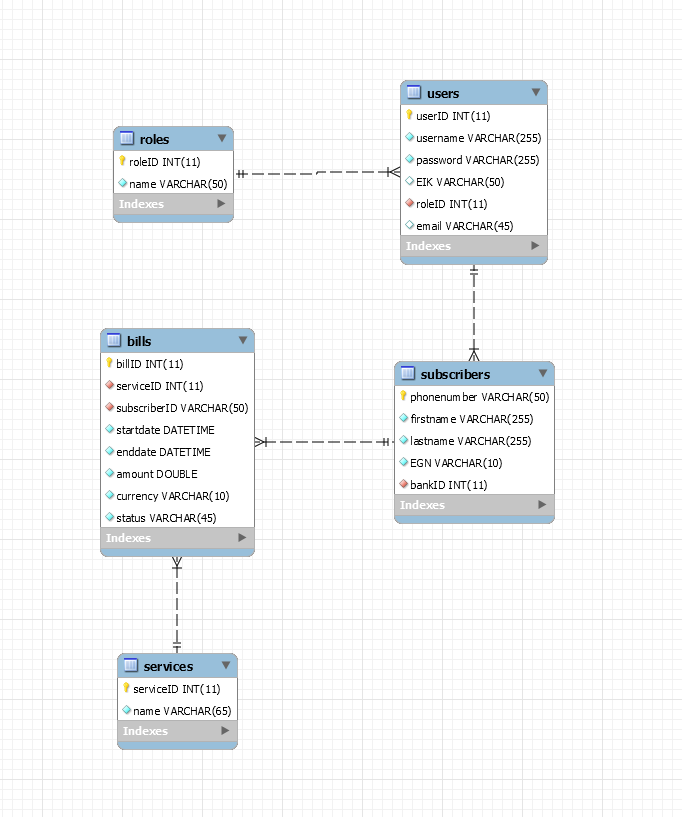 roles
roleID INT(11)
name VARCHAR(50)
Indexes
users
userID INT(11)
username VARCHAR(255)
password VARCHAR(255)
EIK VARCHAR(50)
roleID INT(11)
email VARCHAR(45)
Indexes
bills
billID INT(11)
serviceID INT(11)
subscriberID VARCHAR(50)
startdate DATETIME
enddate DATETIME
amount DOUBLE
currency VARCHAR(10)
status VARCHAR(45)
Indexes
subscribers
phonenumber VARCHAR(50)
firstname VARCHAR(255)
lastname VARCHAR(255)
EGN VARCHAR(10)
bankID INT(11)
Indexes
services
serviceID INT(11)
name VARCHAR(65)
Indexes